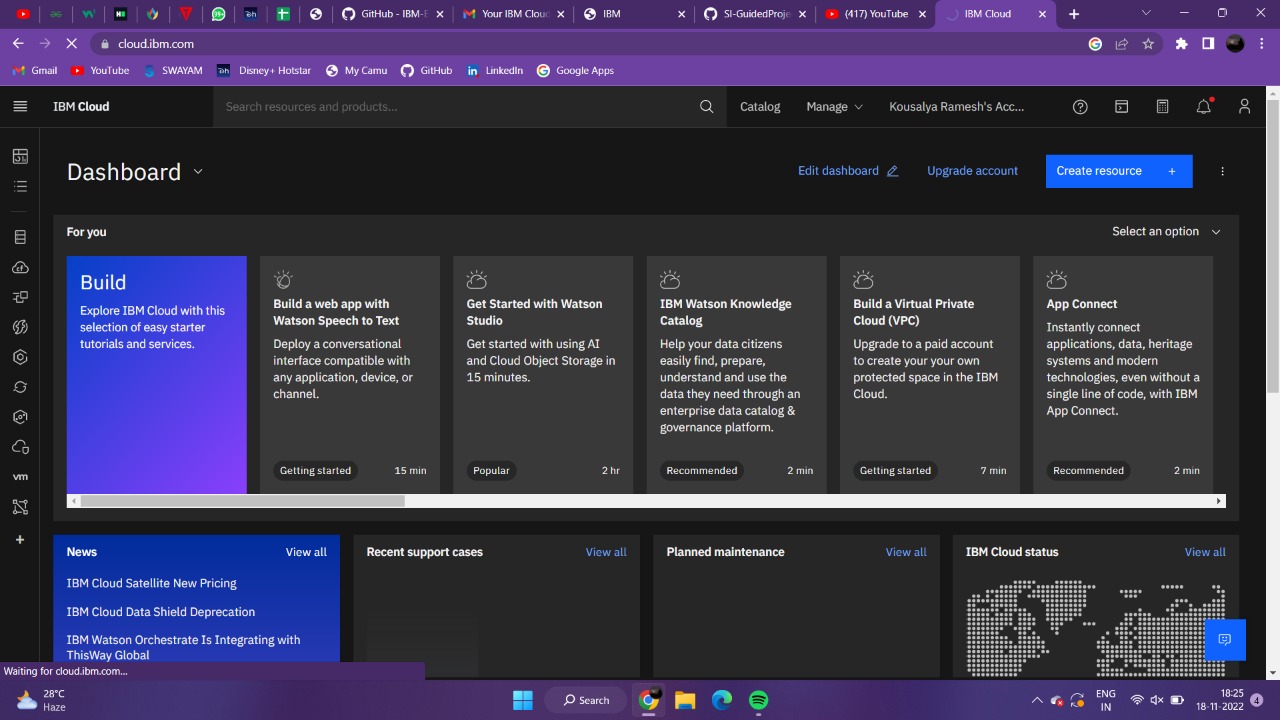 GitHub - IBM-E
Your IBM Cloud
IBM
SI-GuidedProje
(417) YouTube
IBM Cloud
cloud.ibm.com
Gmail
YouTube
SWAYAM
Disney+ Hotstar
My Camu
GitHub
LinkedIn
Google Apps
IBM Cloud
Search resources and products...
Catalog
Manage
Kousalya Ramesh's Acc...
Dashboard
Edit dashboard
Upgrade account
Create resource +
For you
Select an option
Build
Explore IBM Cloud with this
selection of easy starter
tutorials and services.
Build a web app with
Watson Speech to Text
Deploy a conversational
interface compatible with
any application, device, or
channel.
Getting started
15 min
Get Started with Watson
Studio
Get started with using AI
and Cloud Object Storage in
15 minutes.
Popular
2 hr
IBM Watson Knowledge
Catalog
Help your data citizens
easily find, prepare,
understand and use the
data they need through an
enterprise data catalog &
governance platform.
Recommended
2 min
Build a Virtual Private
Cloud (VPC)
Upgrade to a paid account
to create your your own
protected space in the IBM
Cloud.
Getting started
7 min
App Connect
Instantly connect
applications, data, heritage
systems and modern
technologies, even without a
single line of code, with IBM
App Connect.
Recommended
2 min
vm
News
View all
IBM Cloud Satellite New Pricing
IBM Cloud Data Shield Deprecation
IBM Watson Orchestrate Is Integrating with
ThisWay Global
Recent support cases
View all
Planned maintenance
View all
IBM Cloud status
View all
Waiting for cloud.ibm.com...
28°C
Haze
Search
ENG
IN
18:25
18-11-2022
4